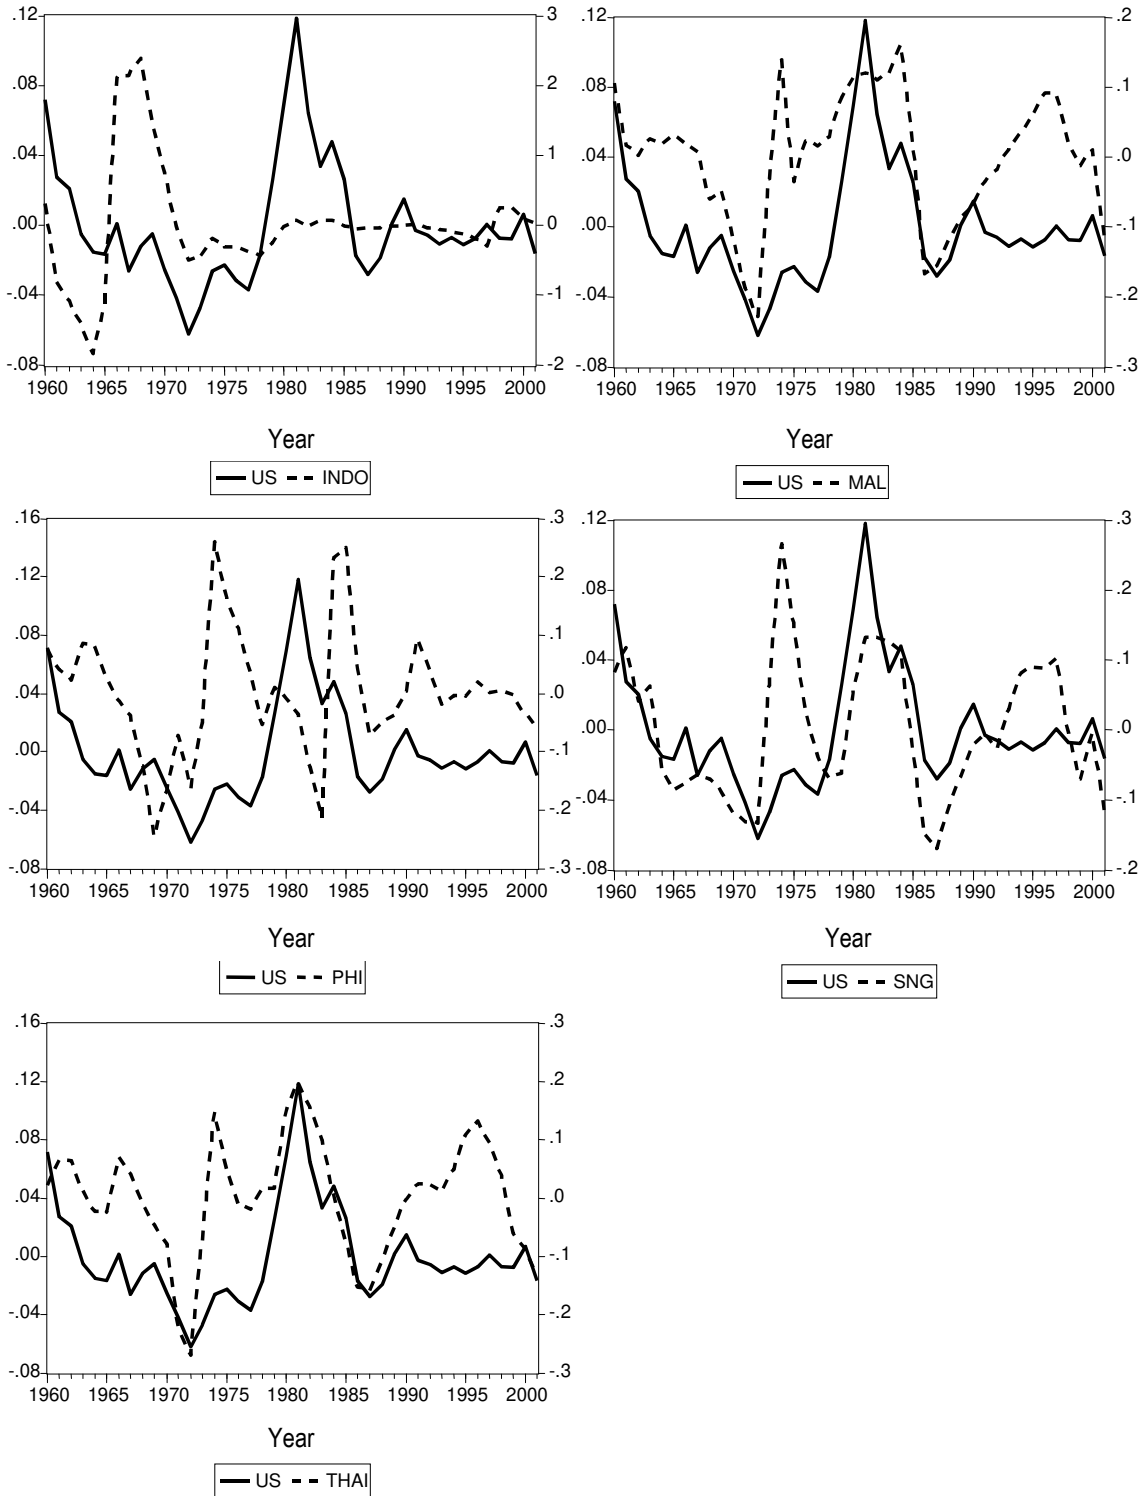 .12 3
.08 2
.04 1
.00 0
-.04 -1
-.08 -2
1960 1965 1970 1975 1980 1985 1990 1995 2000
Year
US INDO
.12 .2
.08 .1
.04 .0
.00 -.1
-.04 -.2
-.08 -.3
1960 1965 1970 1975 1980 1985 1990 1995 2000
Year
US MAL
.16 .3
.12 .2
.08 .1
.04 .0
.00 -.1
-.04 -.2
-.08 -.3
1960 1965 1970 1975 1980 1985 1990 1995 2000
Year
US PHI
.12 .3
.08 .2
.04 .1
.00 .0
-.04 -.1
-.08 -.2
1960 1965 1970 1975 1980 1985 1990 1995 2000
Year
US SNG
.16 .3
.12 .2
.08 .1
.04 .0
.00 -.1
-.04 -.2
-.08 -.3
1960 1965 1970 1975 1980 1985 1990 1995 2000
Year
US THAI